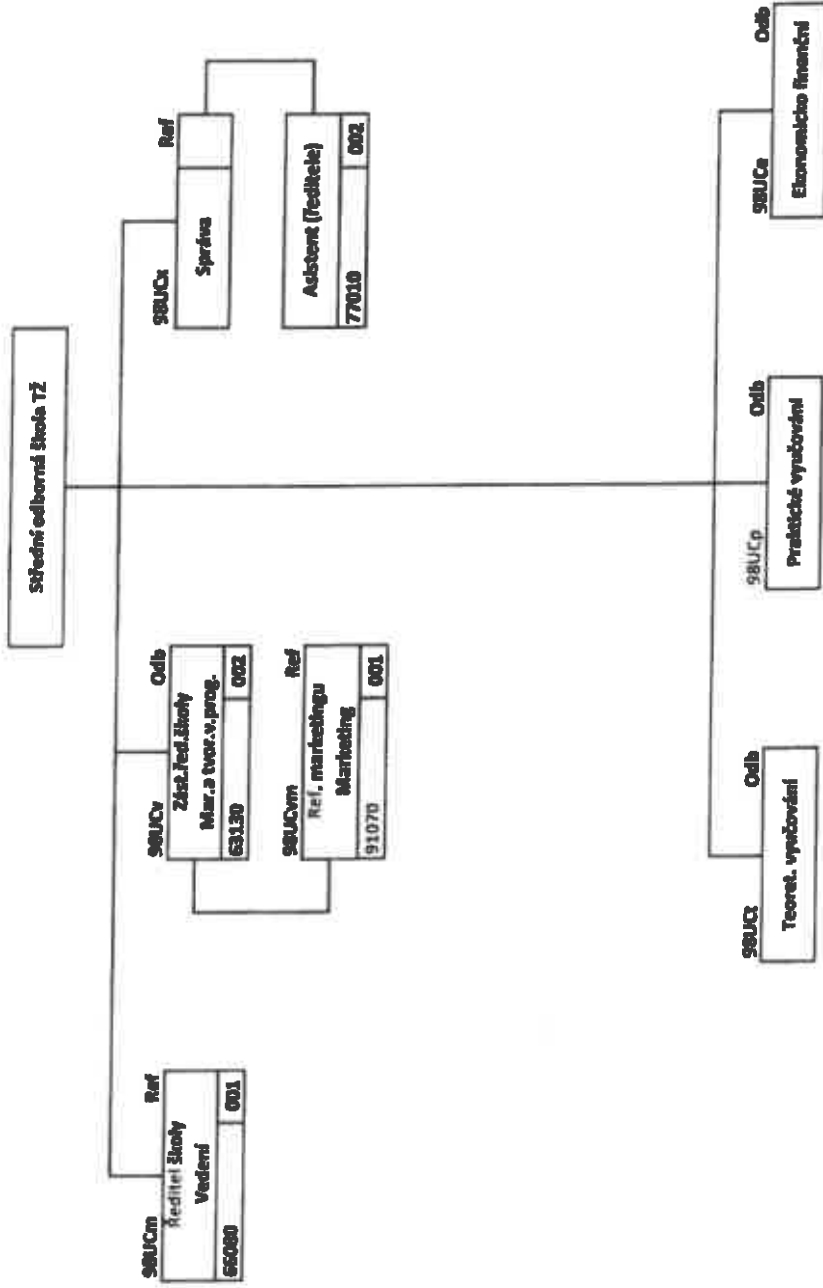 Střední odborná škola TŽ
98UCm Ref
Ředitel školy
Vedení
66080 001
98UCv Odb
Zást.řed.školy
Mar.a tvor.v.prog.
63130 002
98UCvm Ref
Ref. marketingu
Marketing
91070 001
98UCx Ref
Správa
Asistent (ředitele)
77010 002
98UCt Odb
Teoret. vyučování
98UCp Odb
Praktické vyučování
98UCe Odb
Ekonomicko finanční